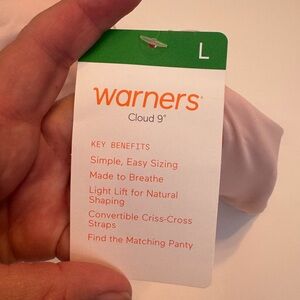 L
warners®
Cloud 9®
KEY BENEFITS
Simple, Easy Sizing
Made to Breathe
Light Lift for Natural
Shaping
Convertible Criss-Cross
Straps
Find the Matching Panty